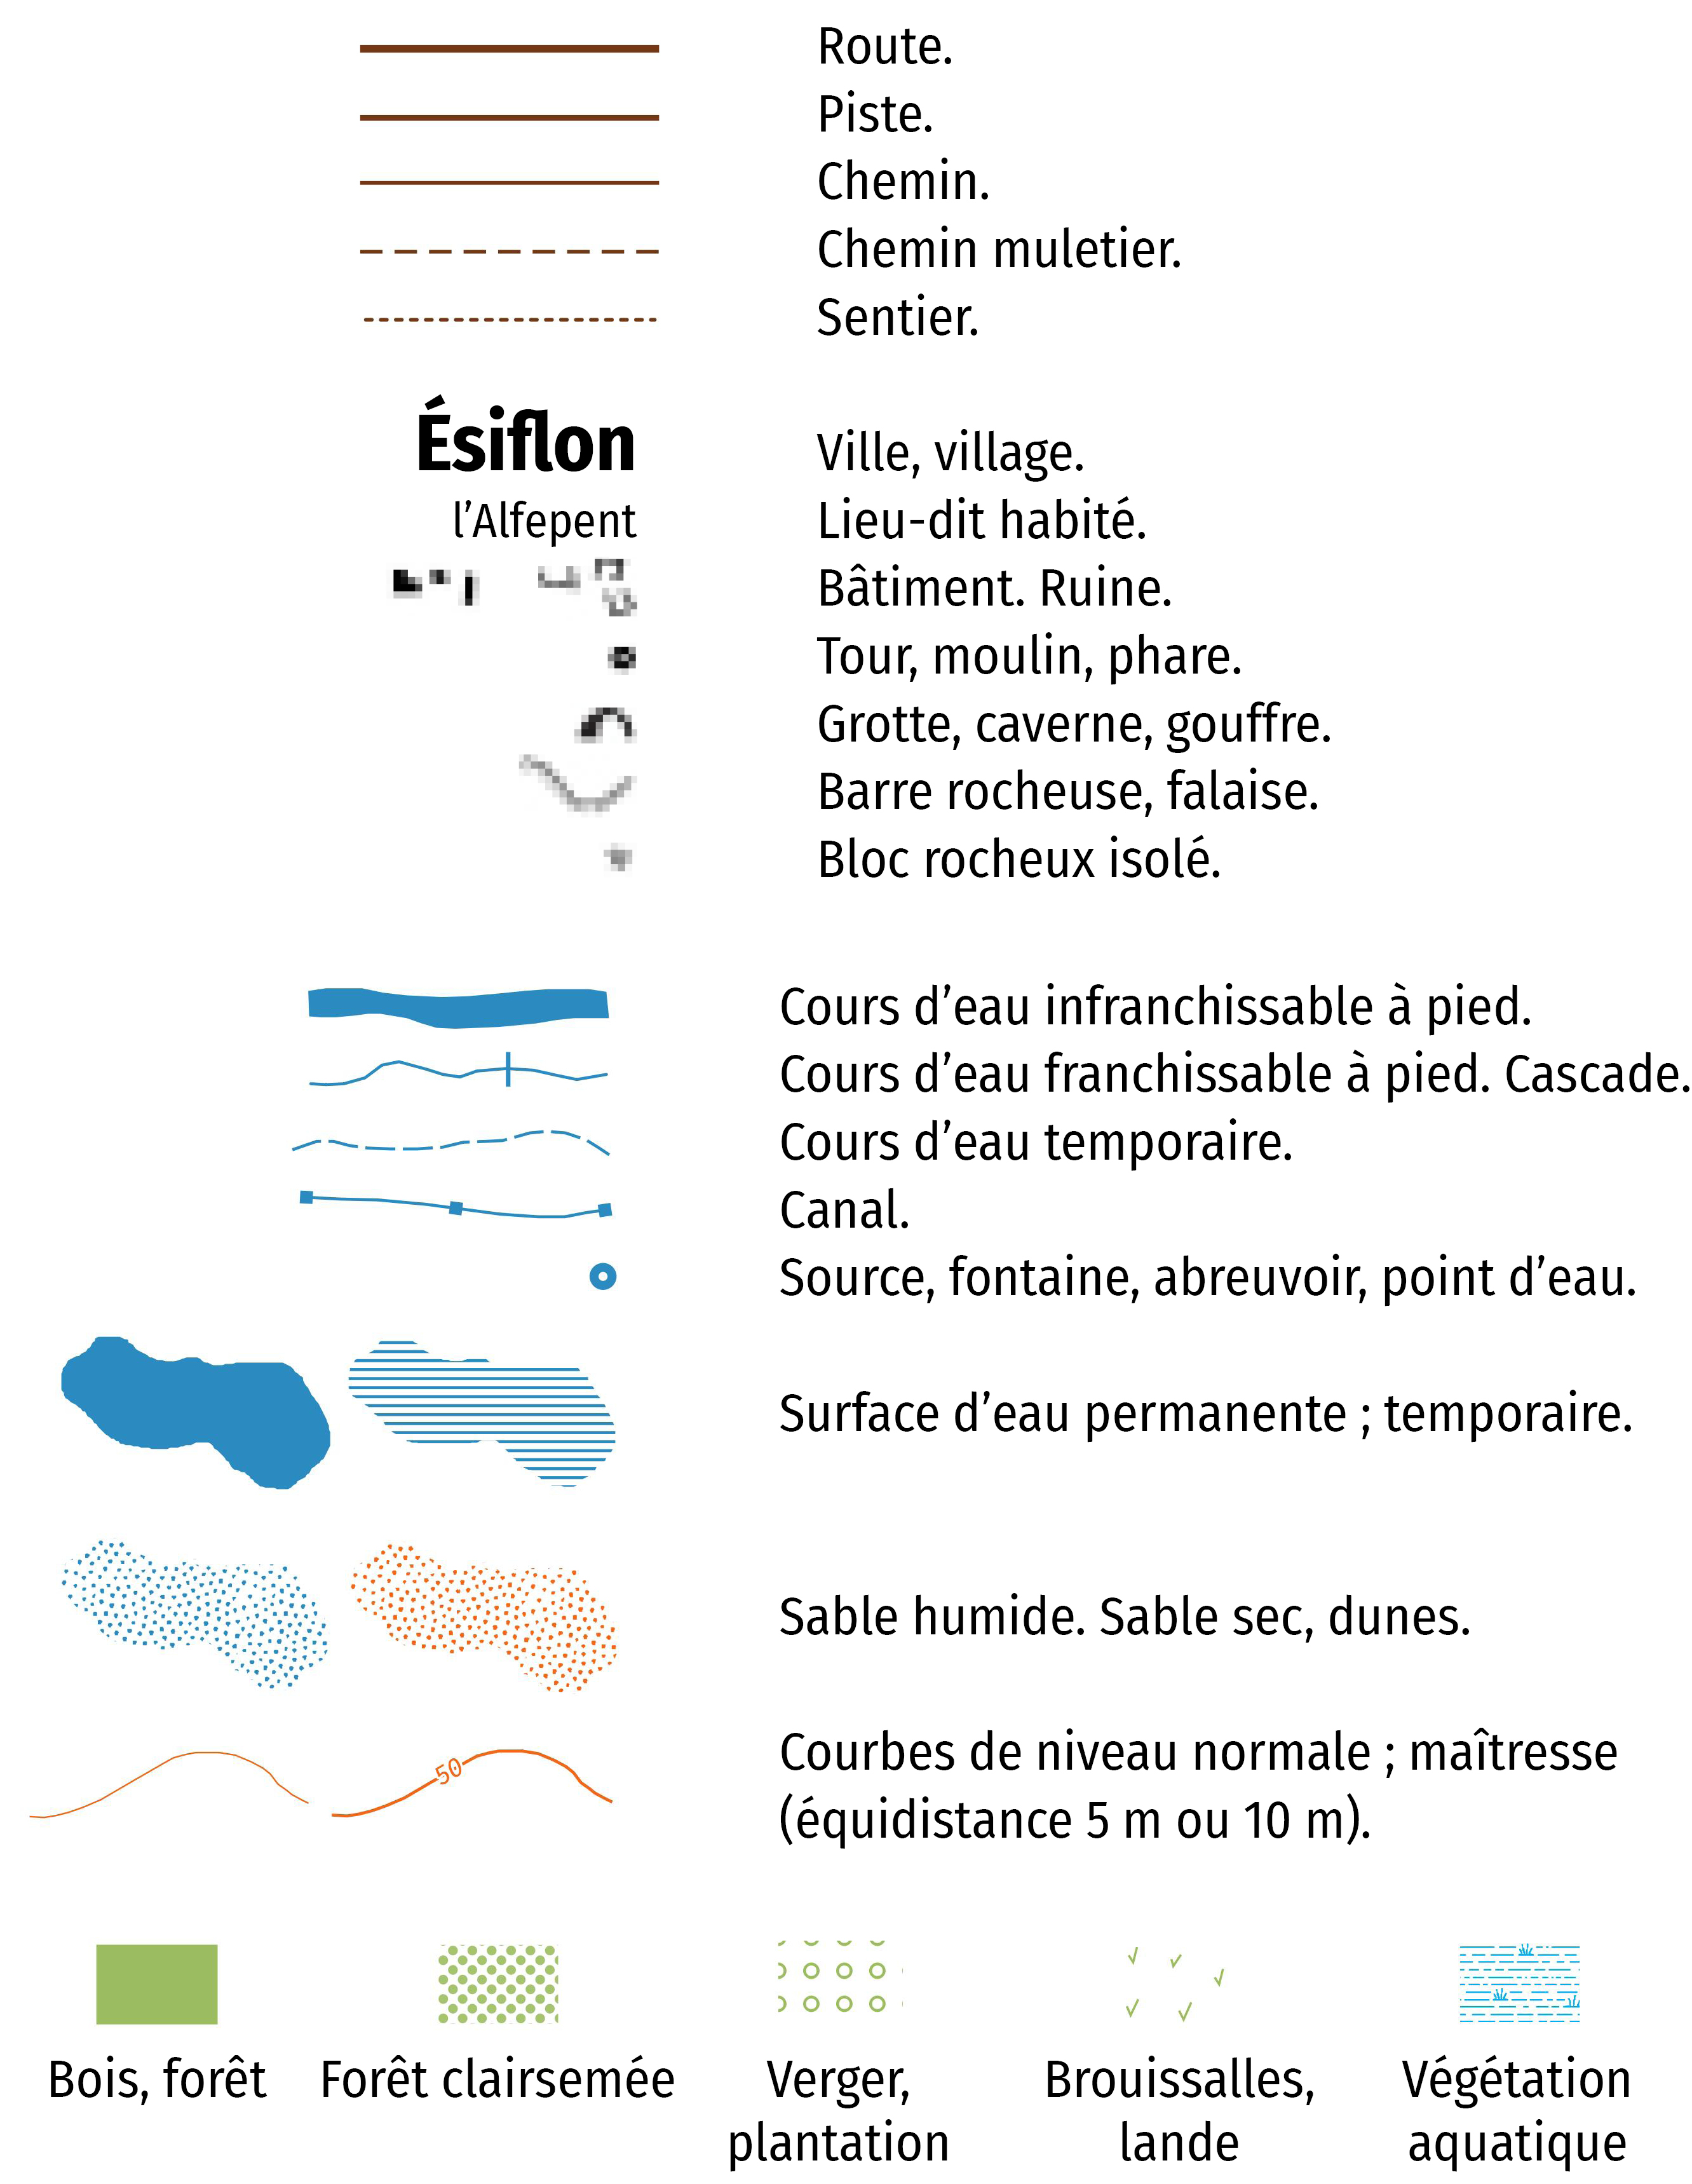 Route.
Piste.
Chemin.
Chemin muletier.
Sentier.
Ésiflon
Ville, village.
l’Alfepent
Lieu-dit habité.
Bâtiment. Ruine.
Tour, moulin, phare.
Grotte, caverne, gouffre.
Barre rocheuse, falaise.
Bloc rocheux isolé.
Cours d’eau infranchissable à pied.
Cours d’eau franchissable à pied. Cascade.
Cours d’eau temporaire.
Canal.
Source, fontaine, abreuvoir, point d’eau.
Surface d’eau permanente ; temporaire.
Sable humide. Sable sec, dunes.
50
Courbes de niveau normale ; maîtresse
(équidistance 5 m ou 10 m).
Bois, forêt
Forêt clairsemée
Verger,
plantation
Brouissalles,
lande
Végétation
aquatique